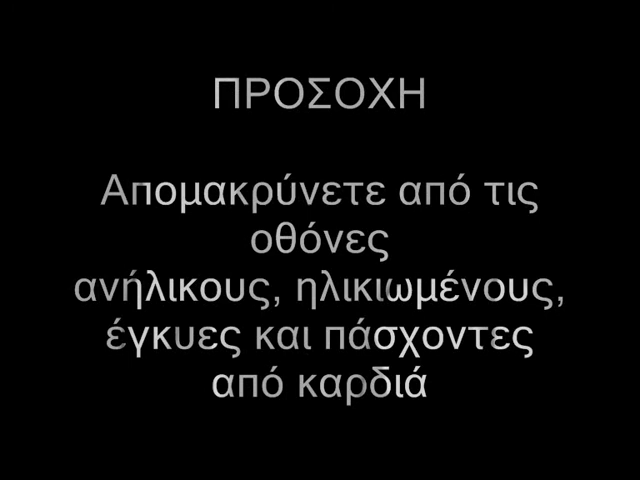 ΠΡΟΣΟΧΗ
Απομακρύνετε από τις
οθόνες
ανήλικους, ηλικιωμένους,
έγκυες και πάσχοντες
από καρδιά